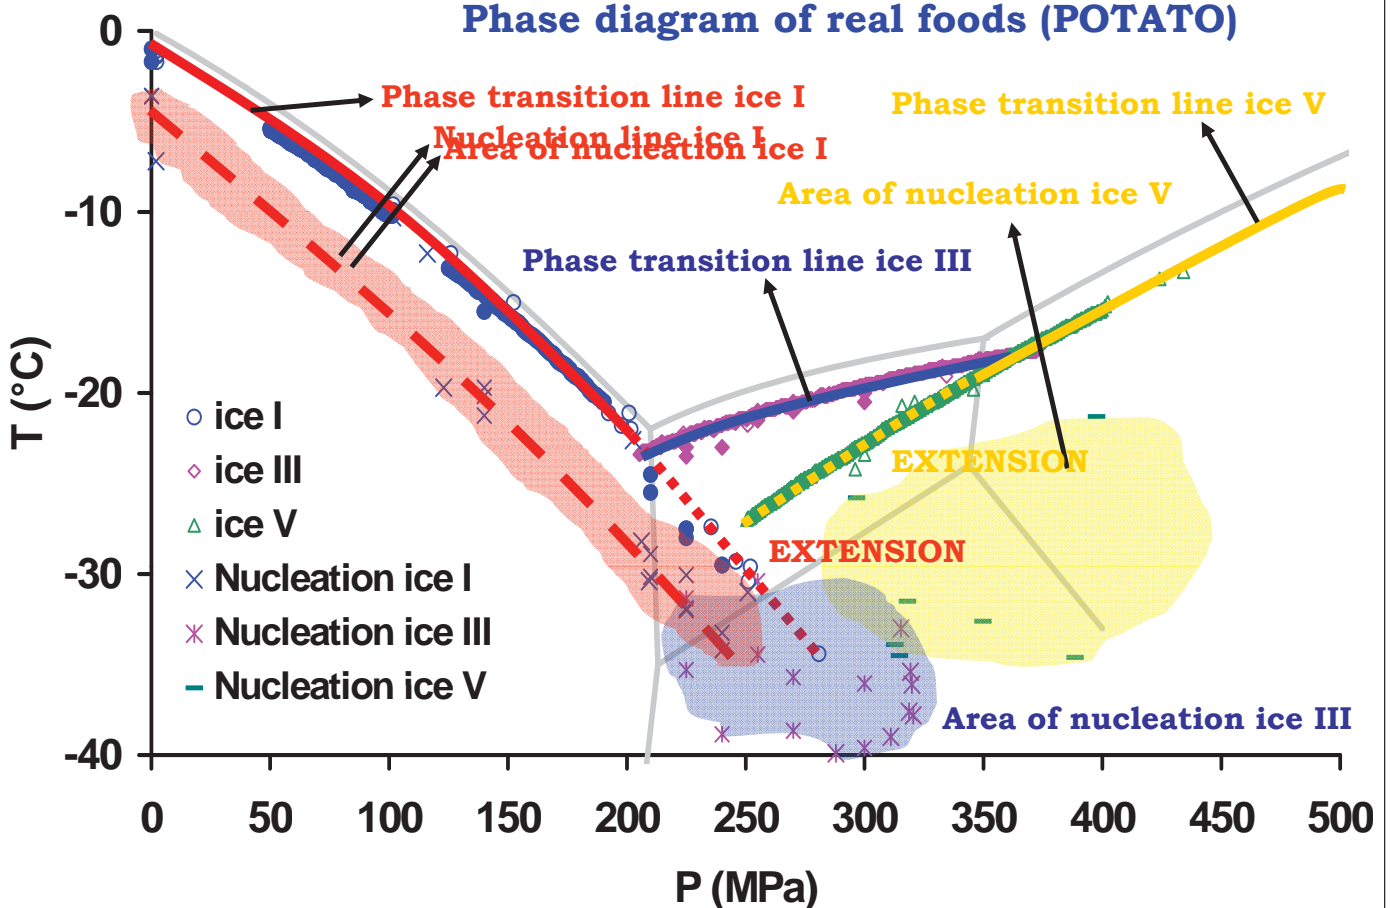 Phase diagram of real foods (POTATO)
Phase transition line ice I
Nucleation line ice I
Area of nucleation ice I
Phase transition line ice V
Area of nucleation ice V
Phase transition line ice III
EXTENSION
EXTENSION
Area of nucleation ice III
ice I
ice III
ice V
Nucleation ice I
Nucleation ice III
Nucleation ice V
T (°C)
0
-10
-20
-30
-40
0 50 100 150 200 250 300 350 400 450 500
P (MPa)